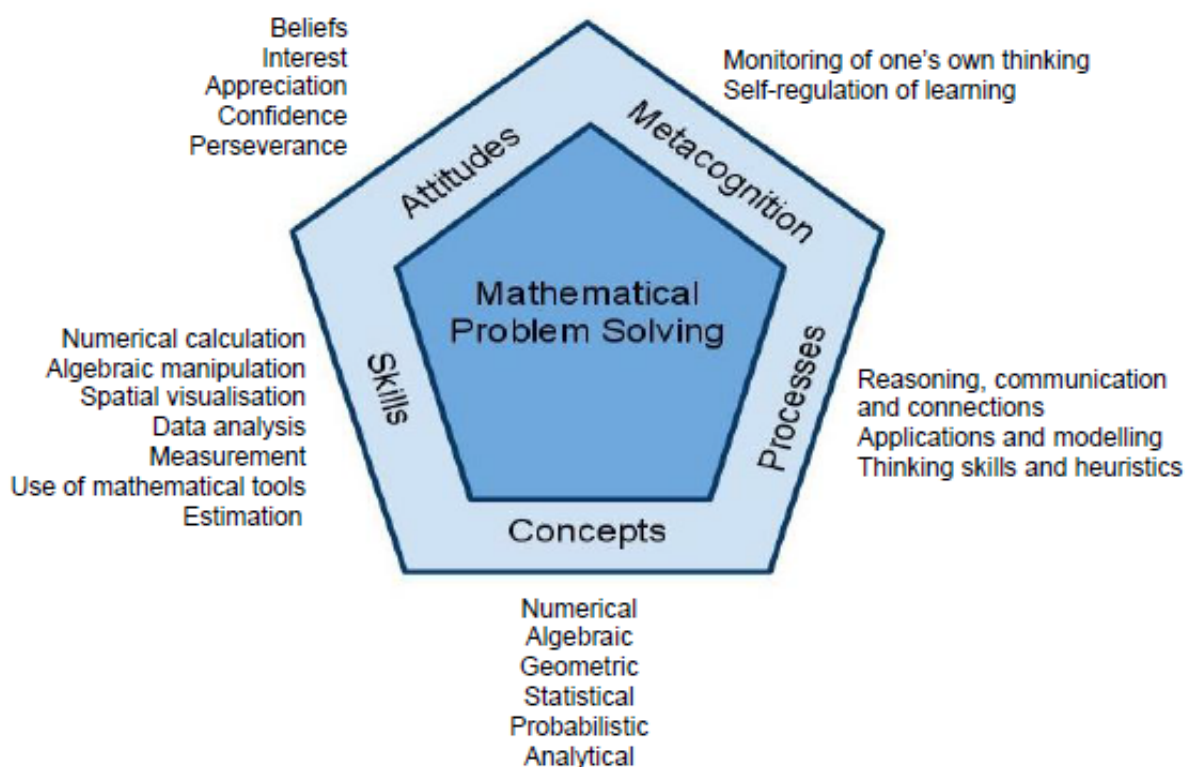 Beliefs
Interest
Appreciation
Confidence
Perseverance
Monitoring of one's own thinking
Self-regulation of learning
Attitudes
Metacognition
Mathematical
Problem Solving
Numerical calculation
Algebraic manipulation
Spatial visualisation
Data analysis
Measurement
Use of mathematical tools
Estimation
Skills
Processes
Reasoning, communication
and connections
Applications and modelling
Thinking skills and heuristics
Concepts
Numerical
Algebraic
Geometric
Statistical
Probabilistic
Analytical